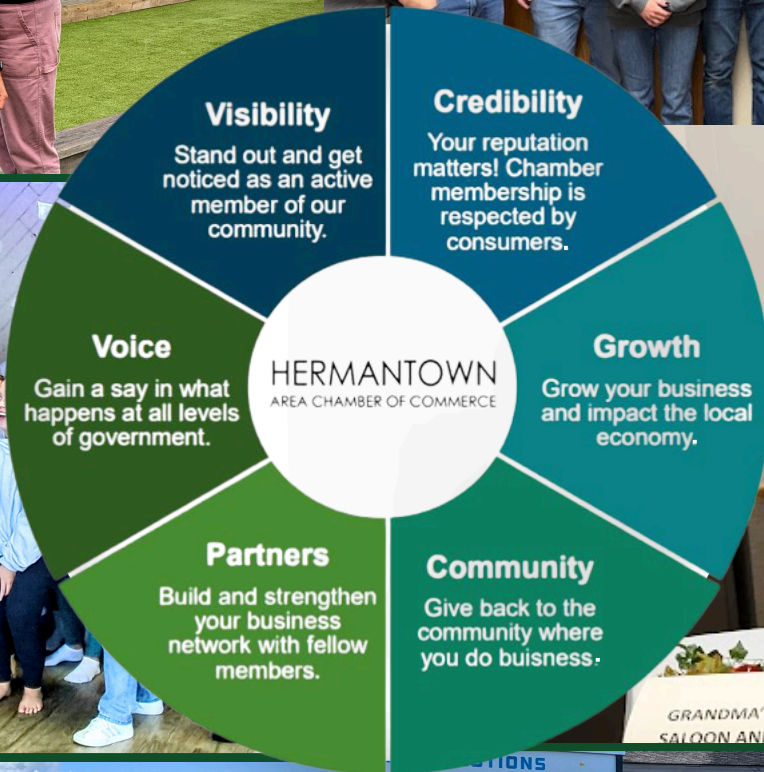 Visibility
Stand out and get
noticed as an active
member of our
community.
Credibility
Your reputation
matters! Chamber
membership is
respected by
consumers.
Voice
Gain a say in what
happens at all levels
of government.
HERMANTOWN
AREA CHAMBER OF COMMERCE
Growth
Grow your business
and impact the local
economy.
Partners
Build and strengthen
your business
network with fellow
members.
Community
Give back to the
community where
you do buisness.
GRANDMA'
SALOON AN